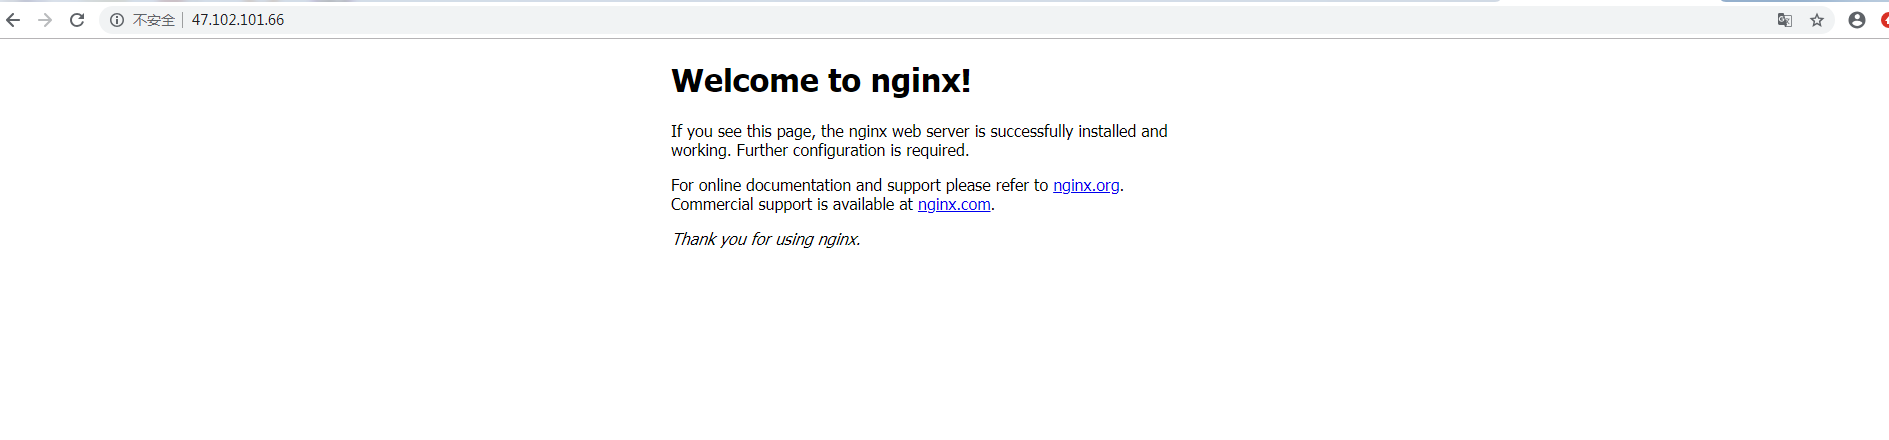 不安全 47.102.101.66
Welcome to nginx!
If you see this page, the nginx web server is successfully installed and
working. Further configuration is required.
For online documentation and support please refer to nginx.org.
Commercial support is available at nginx.com.
Thank you for using nginx.